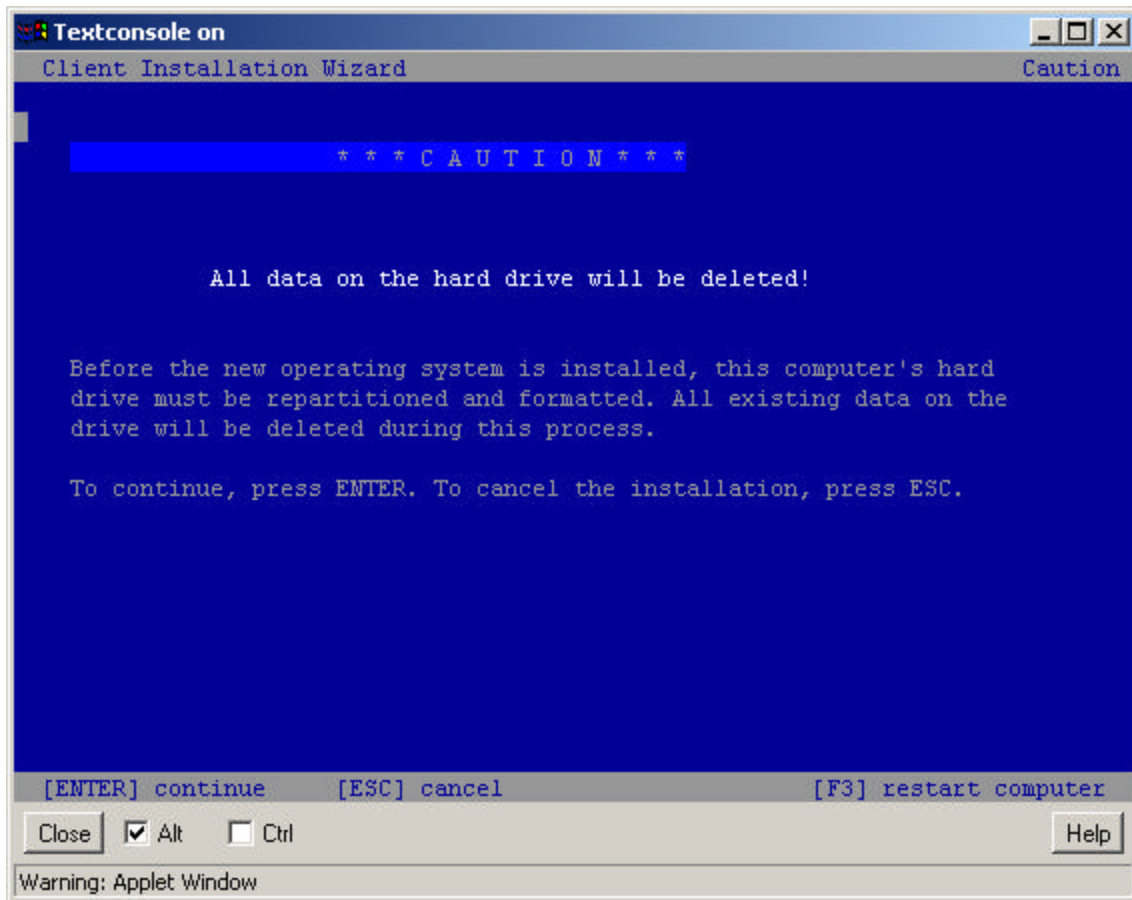 Textconsole on
Client Installation Wizard Caution
* * * C A U T I O N * * *
All data on the hard drive will be deleted!
Before the new operating system is installed, this computer's hard
drive must be repartitioned and formatted. All existing data on the
drive will be deleted during this process.
To continue, press ENTER. To cancel the installation, press ESC.
[ENTER] continue [ESC] cancel [F3] restart computer
Close Alt Ctrl Help
Warning: Applet Window